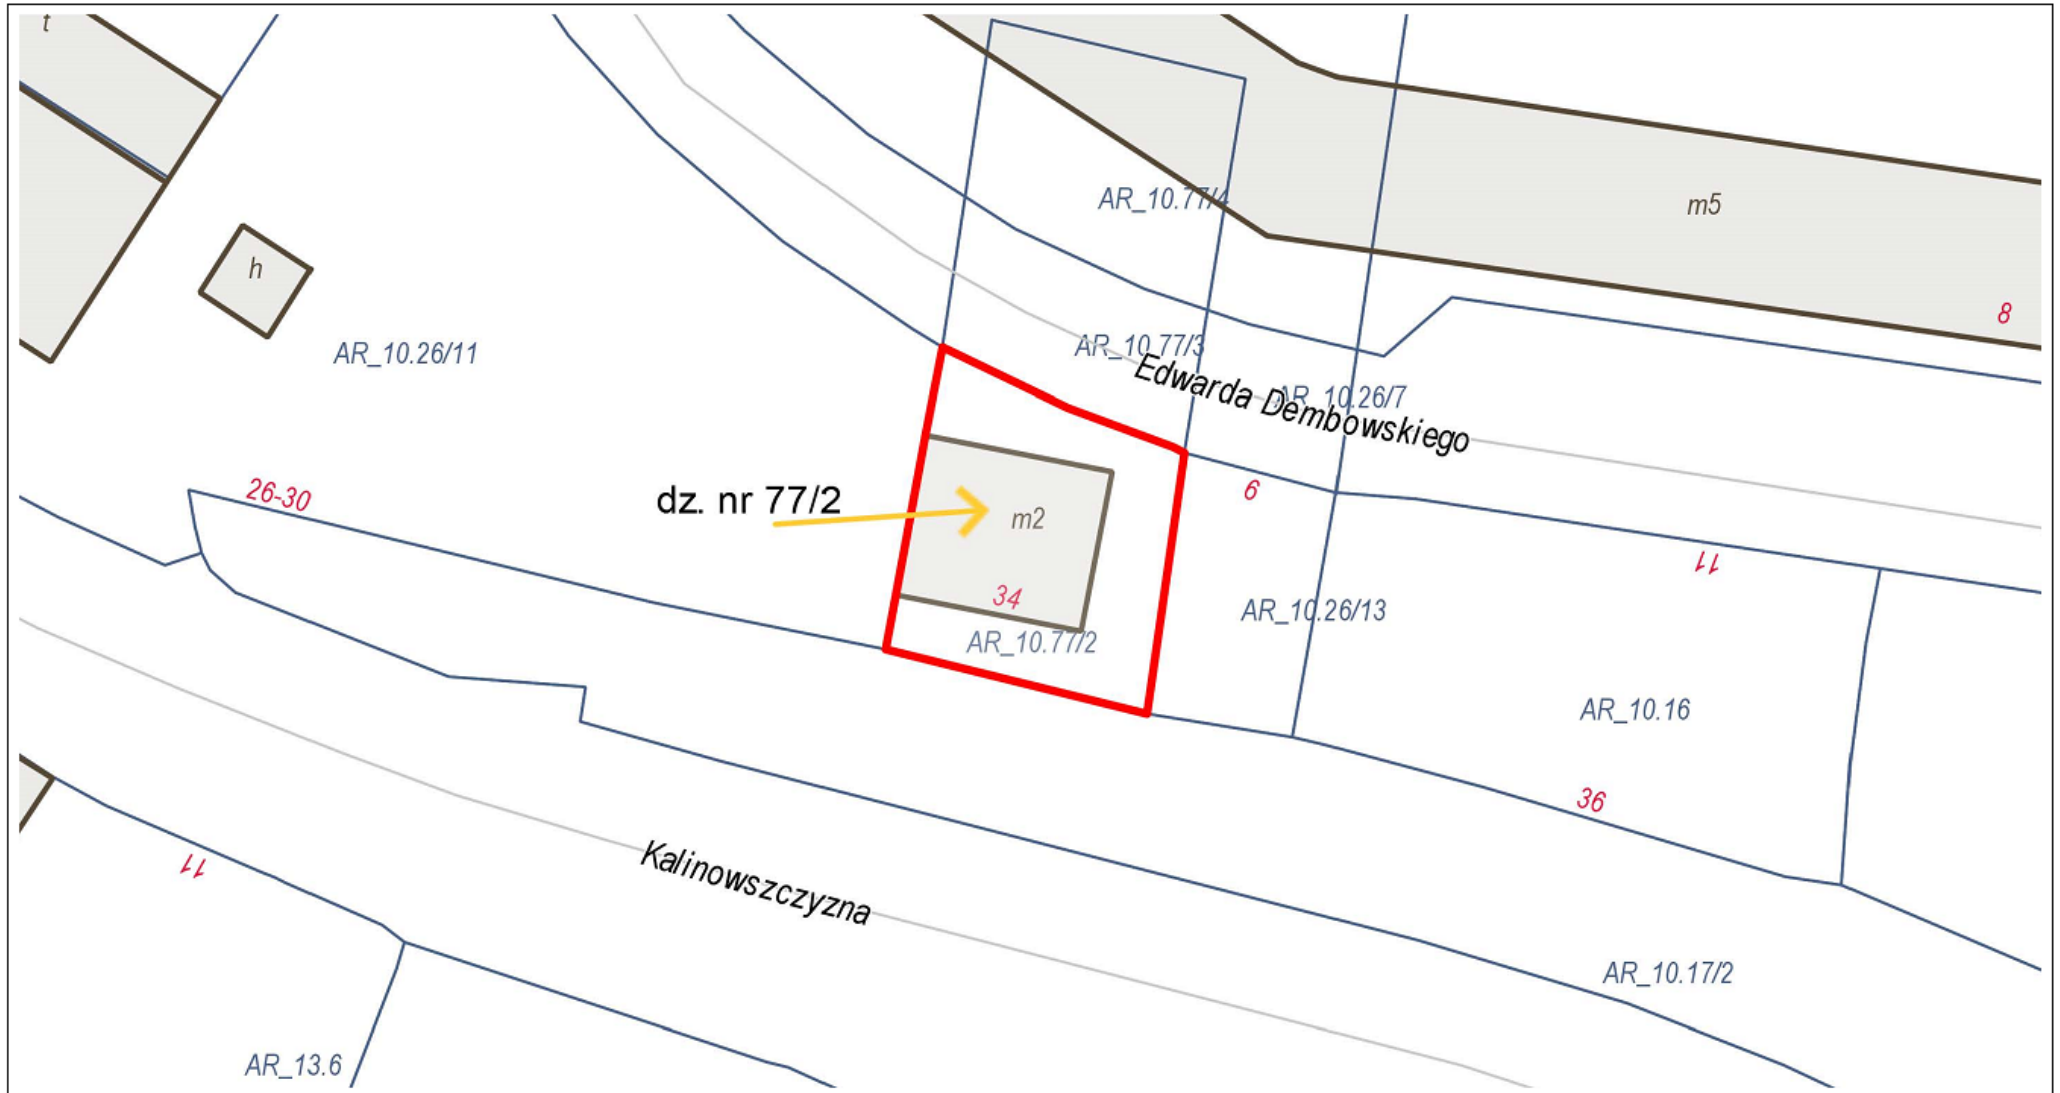 t
AR_10.77/4
m5
h
8
AR_10.26/11
AR_10.77/3
Edwarda Dembowskiego
AR_10.26/7
26-30
dz. nr 77/2
6
m2
11
34
AR_10.26/13
AR_10.77/2
AR_10.16
36
Kalinowszczyzna
11
AR_10.17/2
AR_13.6